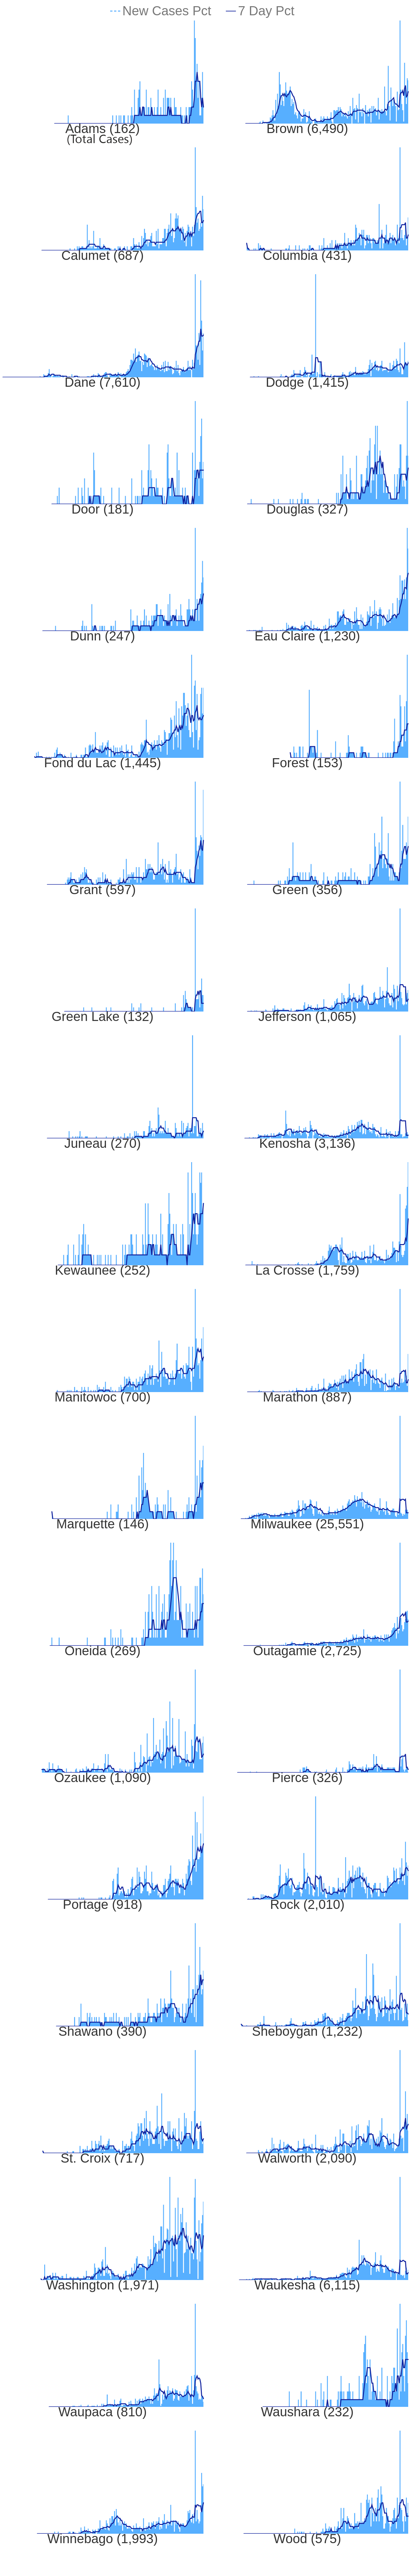 New Cases Pct 7 Day Pct
Adams (162) Brown (6,490)
(Total Cases)
Calumet (687) Columbia (431)
Dane (7,610) Dodge (1,415)
Door (181) Douglas (327)
Dunn (247) Eau Claire (1,230)
Fond du Lac (1,445) Forest (153)
Grant (597) Green (356)
Green Lake (132) Jefferson (1,065)
Juneau (270) Kenosha (3,136)
Kewaunee (252) La Crosse (1,759)
Manitowoc (700) Marathon (887)
Marquette (146) Milwaukee (25,551)
Oneida (269) Outagamie (2,725)
Ozaukee (1,090) Pierce (326)
Portage (918) Rock (2,010)
Shawano (390) Sheboygan (1,232)
St. Croix (717) Walworth (2,090)
Washington (1,971) Waukesha (6,115)
Waupaca (810) Waushara (232)
Winnebago (1,993) Wood (575)